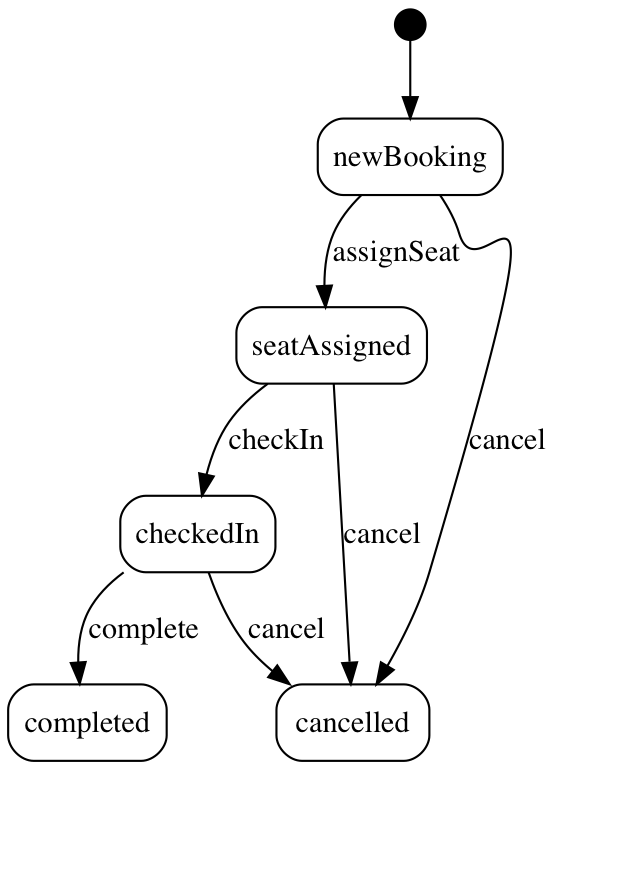 newBooking
assignSeat
seatAssigned
checkIn
cancel
checkedIn
cancel
complete
cancel
completed
cancelled